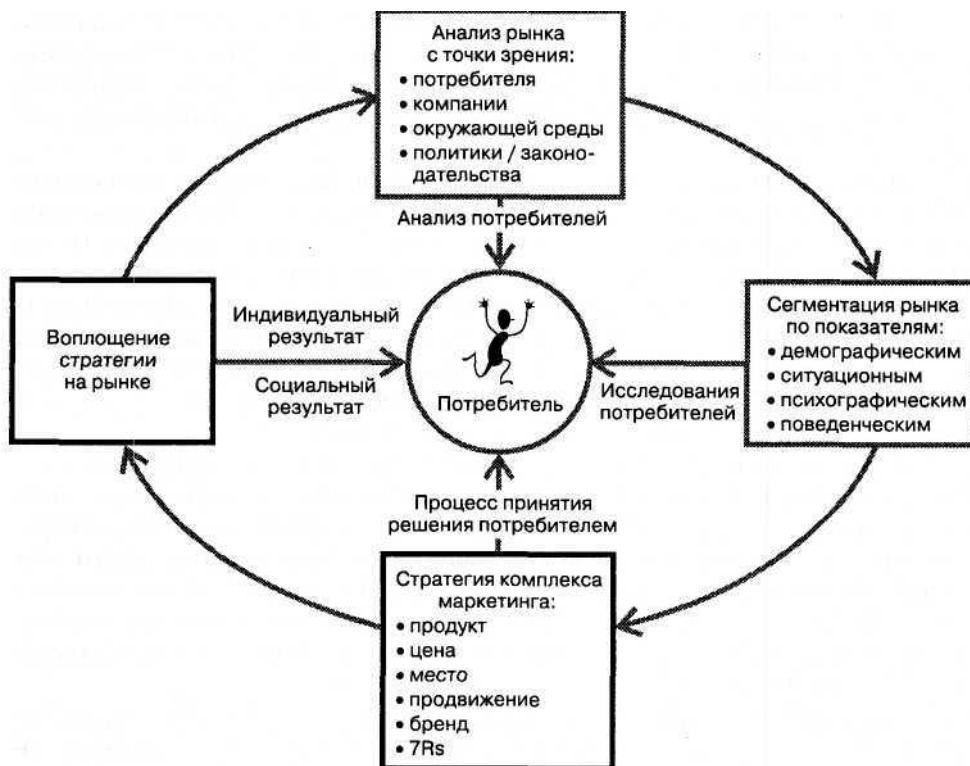 Анализ рынка
с точки зрения:
• потребителя
• компании
• окружающей среды
• политики / законо-
дательства
Анализ потребителей
Воплощение
стратегии
на рынке
Индивидуальный
результат
Социальный
результат
Потребитель
Исследования
потребителей
Сегментация рынка
по показателям:
• демографическим
• ситуационным
• психографическим
• поведенческим
Процесс принятия
решения потребителем
Стратегия комплекса
маркетинга:
• продукт
• цена
• место
• продвижение
• бренд
• 7Rs